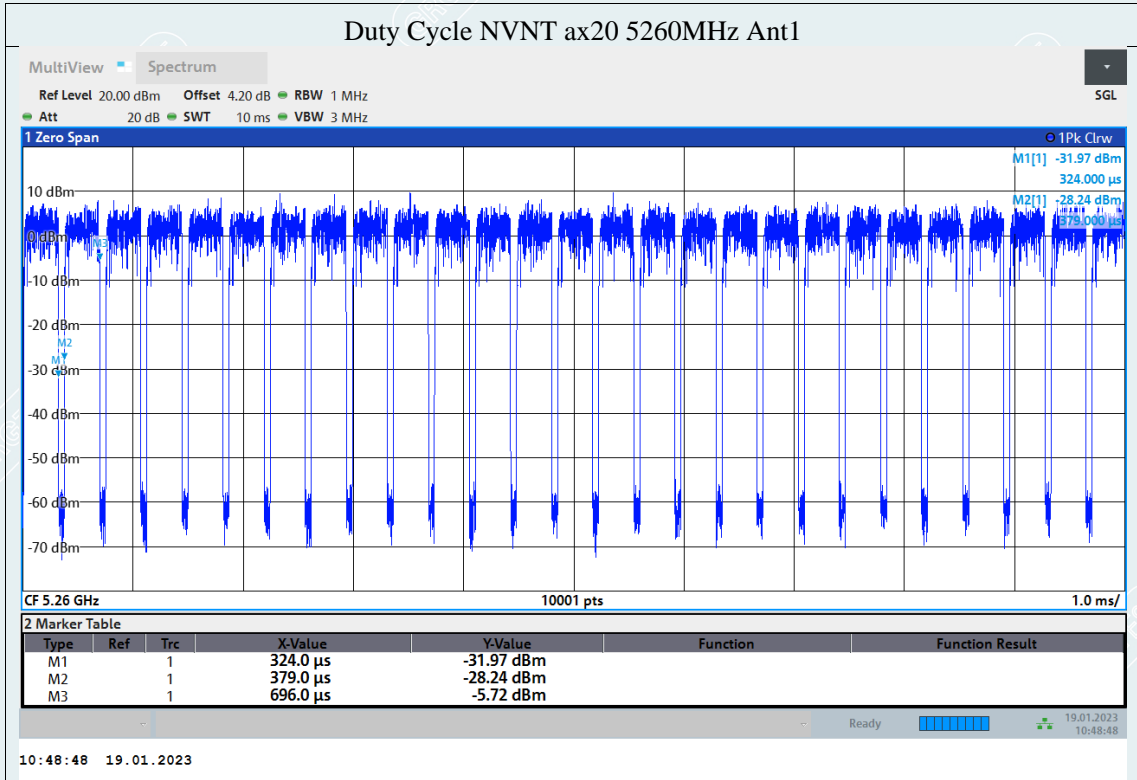 Duty Cycle NVNT ax20 5260MHz Ant1
MultiView Spectrum
Ref Level 20.00 dBm Offset 4.20 dB RBW 1 MHz SGL
Att 20 dB SWT 10 ms VBW 3 MHz
1 Zero Span 1Pk Clrw
M1[1] -31.97 dBm
324.000 µs
10 dBm
M2[1] -28.24 dBm
379.000 µs
0 dBm
M3
-10 dBm
-20 dBm
M2
M1
-30 dBm
-40 dBm
-50 dBm
-60 dBm
-70 dBm
CF 5.26 GHz 10001 pts 1.0 ms/
2 Marker Table
Type Ref Trc X-Value Y-Value Function Function Result
M1 1 324.0 µs -31.97 dBm
M2 1 379.0 µs -28.24 dBm
M3 1 696.0 µs -5.72 dBm
Ready 19.01.2023
10:48:48
10:48:48 19.01.2023